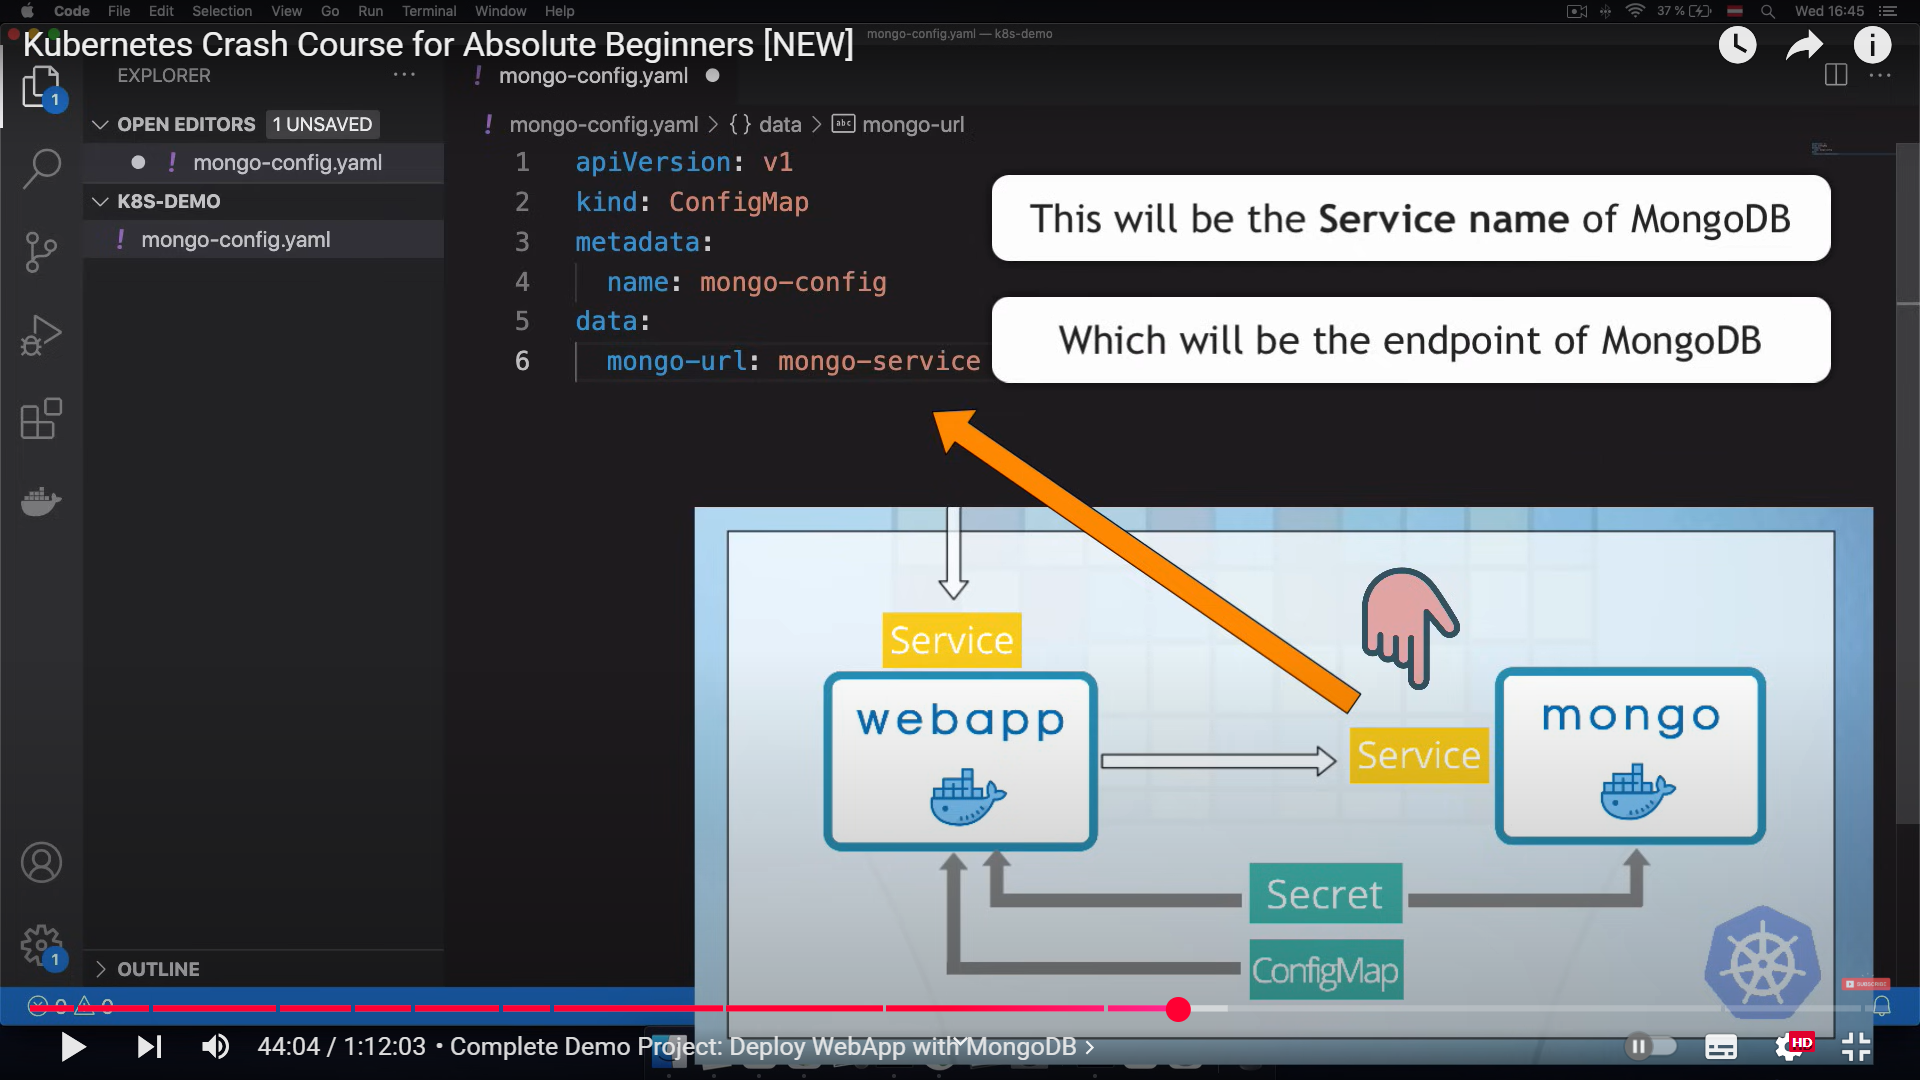 Code File Edit Selection View Go Run Terminal Window Help
37 %
Wed 16:45
Kubernetes Crash Course for Absolute Beginners [NEW]
mongo-config.yaml — k8s-demo
EXPLORER
! mongo-config.yaml
1
OPEN EDITORS 1 UNSAVED
! mongo-config.yaml
K8S-DEMO
! mongo-config.yaml
! mongo-config.yaml > {} data > abc mongo-url
1 apiVersion: v1
2 kind: ConfigMap
3 metadata:
4 name: mongo-config
5 data:
6 mongo-url: mongo-service
This will be the Service name of MongoDB
Which will be the endpoint of MongoDB
Service
webapp
Service
mongo
Secret
ConfigMap
1
OUTLINE
SUBSCRIBE
0 0
44:04 / 1:12:03 • Complete Demo Project: Deploy WebApp with MongoDB >
HD